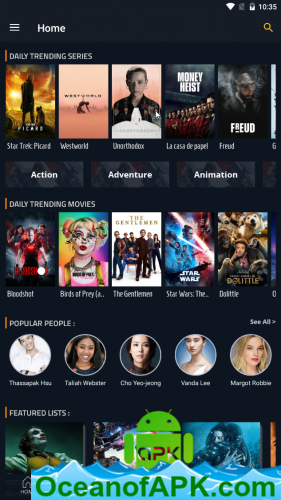 10:35
Home
DAILY TRENDING SERIES
PICARD
WESTWORLD
MONEY HEIST
FREUD
Star Trek: Picard
Westworld
Unorthodox
La casa de papel
Freud
Action
Adventure
Animation
DAILY TRENDING MOVIES
THE GENTLEMEN
STAR WARS
DOLITTLE
Bloodshot
Birds of Prey (a...
The Gentlemen
Star Wars: The...
Dolittle
POPULAR PEOPLE :
See All >
Thassapak Hsu
Taliah Webster
Cho Yeo-jeong
Vanda Lee
Margot Robbie
FEATURED LISTS :
APK
OceanofAPK.com